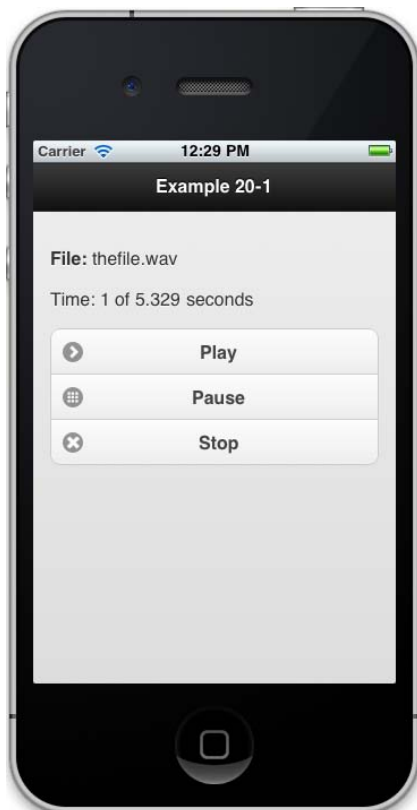 Carrier 12:29 PM
Example 20-1
File: thefile.wav
Time: 1 of 5.329 seconds
Play
Pause
Stop